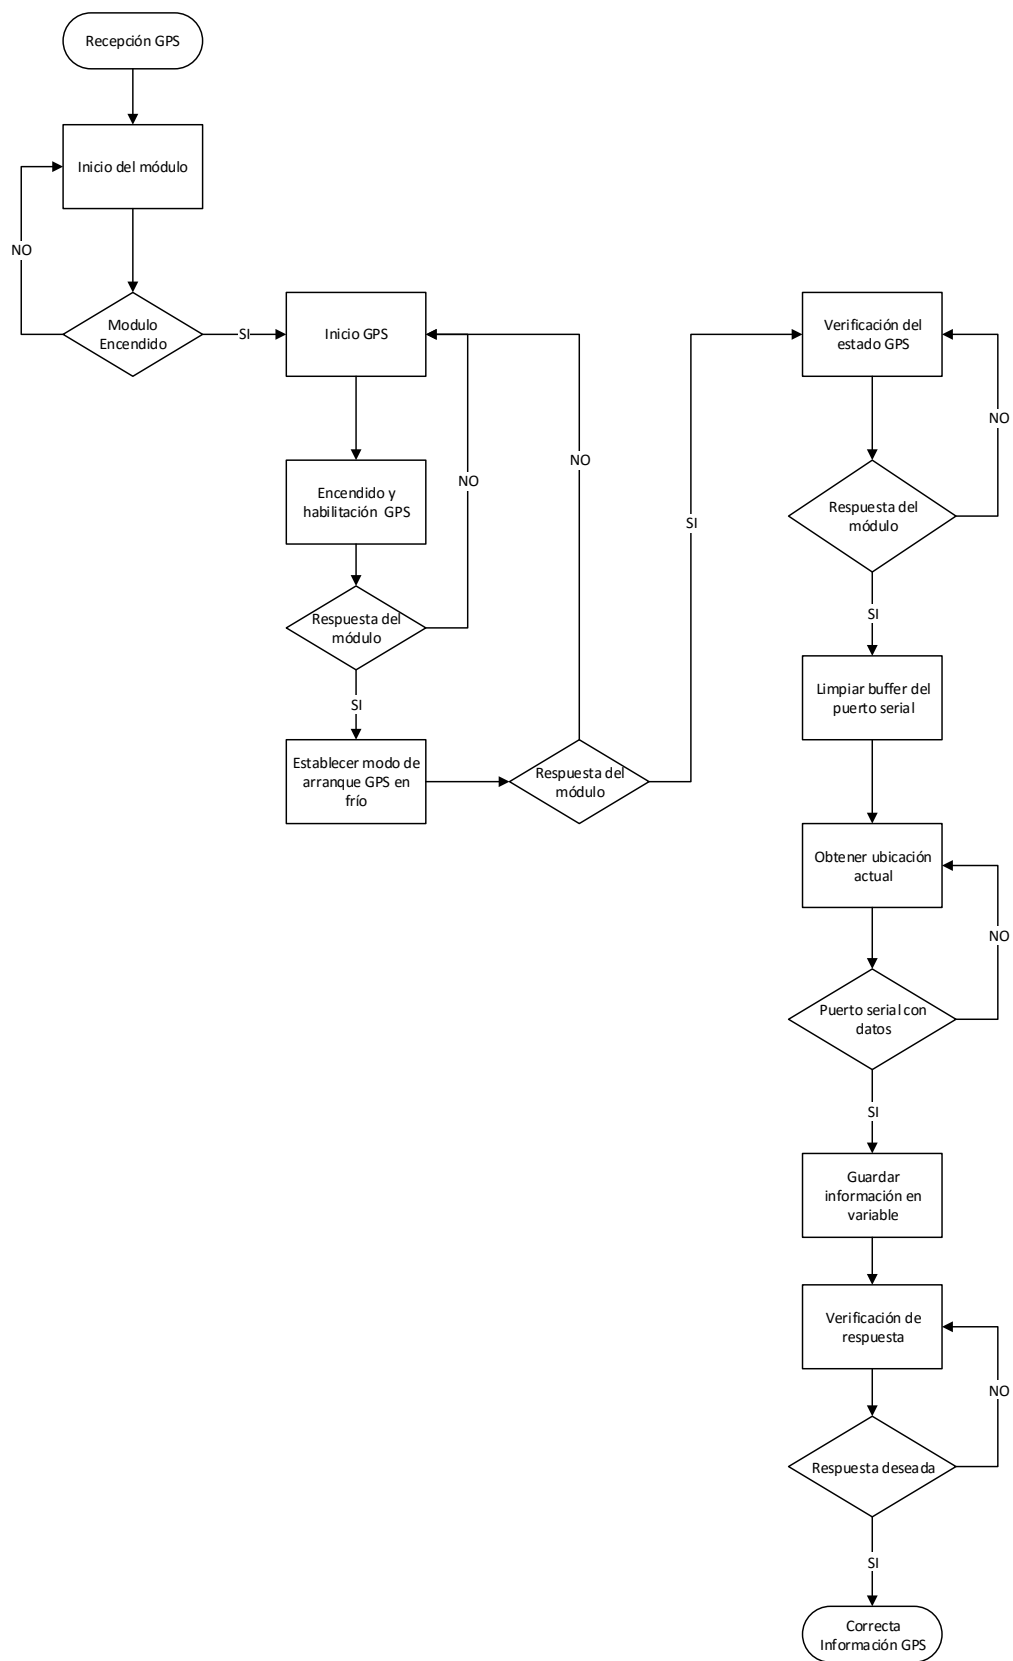 Recepción GPS
Inicio del módulo
NO
Modulo
Encendido
SI
Inicio GPS
Encendido y
habilitación GPS
NO
Respuesta del
módulo
SI
Establecer modo de
arranque GPS en
frío
Respuesta del
módulo
NO
SI
Verificación del
estado GPS
NO
Respuesta del
módulo
SI
Limpiar buffer del
puerto serial
Obtener ubicación
actual
NO
Puerto serial con
datos
SI
Guardar
información en
variable
Verificación de
respuesta
NO
Respuesta deseada
SI
Correcta
Información GPS